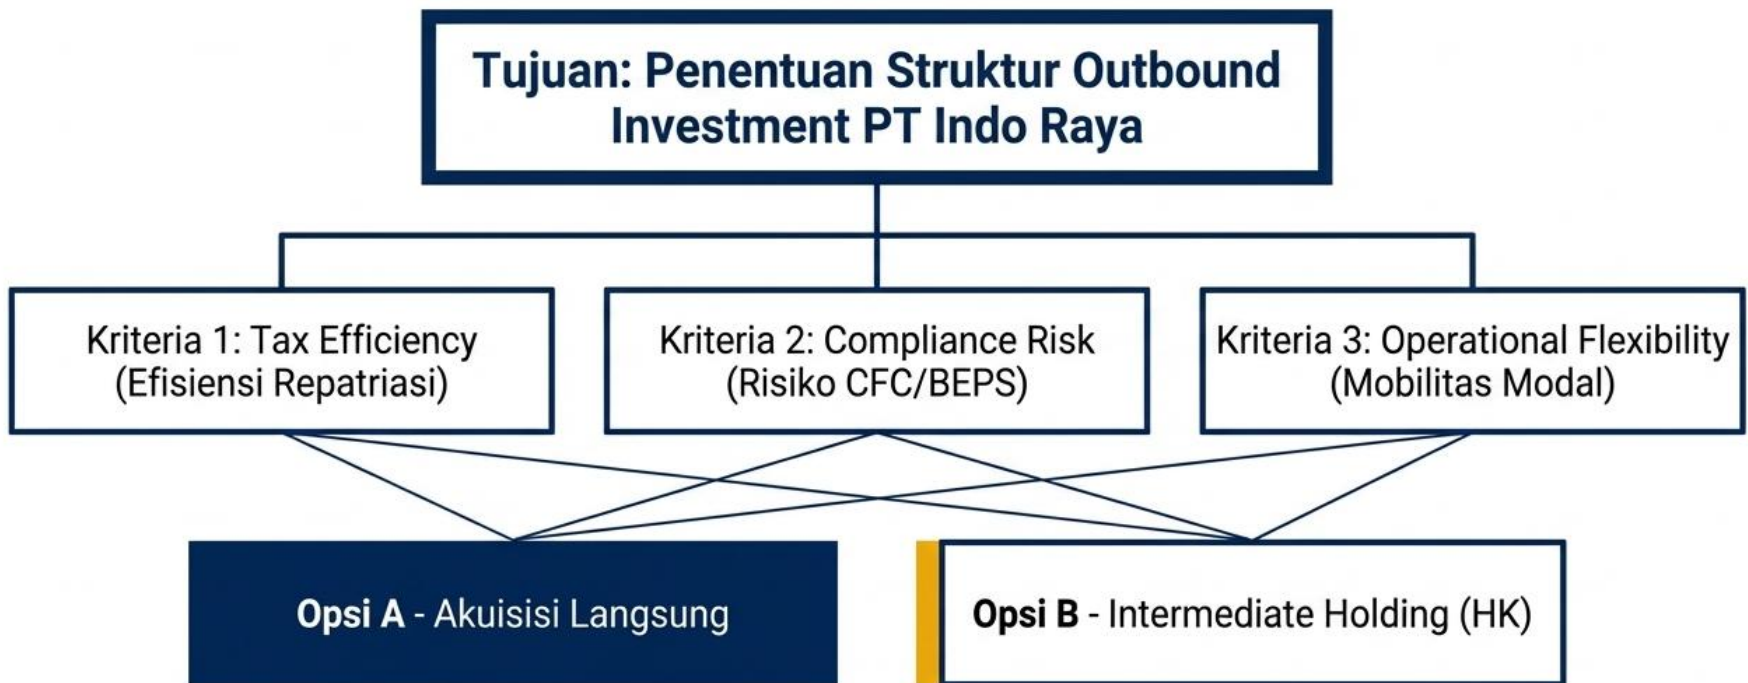 Tujuan: Penentuan Struktur Outbound
Investment PT Indo Raya
Kriteria 1: Tax Efficiency
(Efisiensi Repatriasi)
Kriteria 2: Compliance Risk
(Risiko CFC/BEPS)
Kriteria 3: Operational Flexibility
(Mobilitas Modal)
Opsi A - Akuisisi Langsung
Opsi B - Intermediate Holding (HK)